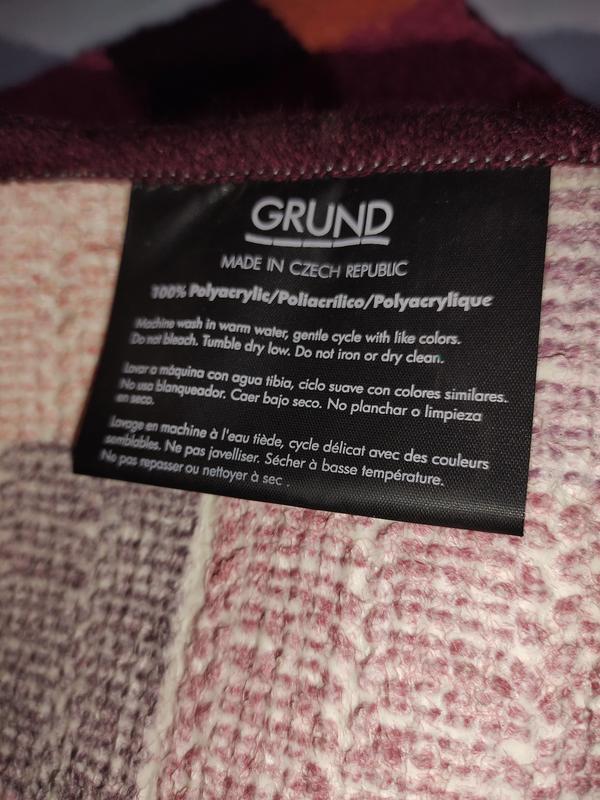 GRUND
MADE IN CZECH REPUBLIC
100% Polyacrylic/Poliacrílico/Polyacrylique
Machine wash in warm water, gentle cycle with like colors.
Do not bleach. Tumble dry low. Do not iron or dry clean.
Lavar a máquina con agua tibia, ciclo suave con colores similares.
No usa blanqueador. Caer bajo seco. No planchar o limpieza
en seco.
Lavage en machine à l'eau tiède, cycle délicat avec des couleurs
semblables. Ne pas javelliser. Sécher à basse température.
Ne pas repasser ou nettoyer à sec .